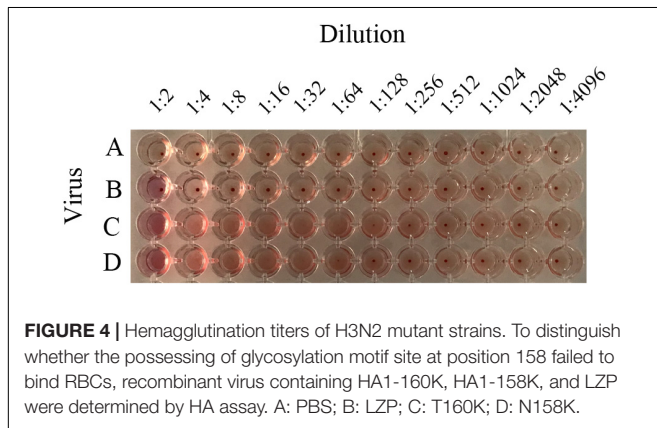 Dilution
1:2 1:4 1:8 1:16 1:32 1:64 1:128 1:256 1:512 1:1024 1:2048 1:4096
Virus
A
B
C
D
FIGURE 4 | Hemagglutination titers of H3N2 mutant strains. To distinguish
whether the possessing of glycosylation motif site at position 158 failed to
bind RBCs, recombinant virus containing HA1-160K, HA1-158K, and LZP
were determined by HA assay. A: PBS; B: LZP; C: T160K; D: N158K.